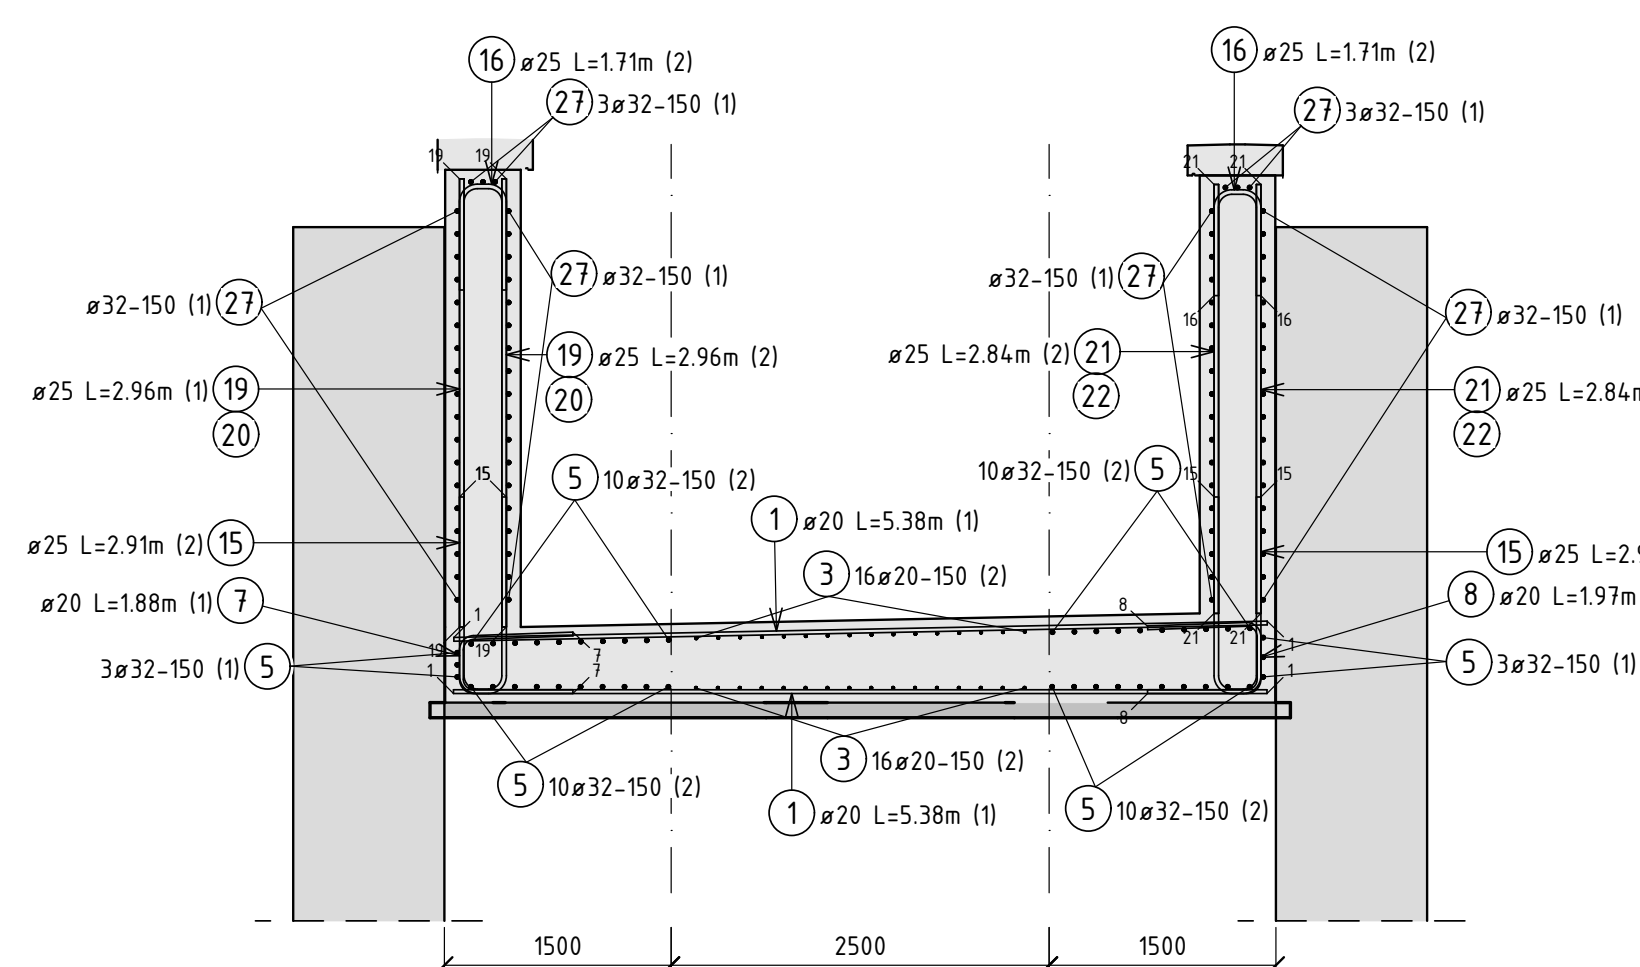 16 ø25 L=1.71m (2)
27 3ø32-150 (1)
16 ø25 L=1.71m (2)
27 3ø32-150 (1)
19 19
21 21
27 ø32-150 (1)
ø32-150 (1) 27
ø32-150 (1) 27
27 ø32-150 (1)
16 16
19 ø25 L=2.96m (2)
20
ø25 L=2.84m (2) 21
22
ø25 L=2.96m (1) 19
20
21 ø25 L=2.84m
22
15
15 15
5 10ø32-150 (2)
10ø32-150 (2) 5
1 ø20 L=5.38m (1)
ø25 L=2.91m (2) 15
15 ø25 L=2.9
3 16ø20-150 (2)
ø20 L=1.88m (1) 7
8 ø20 L=1.97m
1
8
19 19
21 21
1
7
7
1
1
3ø32-150 (1) 5
5 3ø32-150 (1)
8
3 16ø20-150 (2)
5 10ø32-150 (2)
1 ø20 L=5.38m (1)
5 10ø32-150 (2)
1500 2500 1500